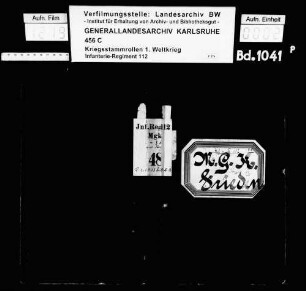 Aufn. Film
Verfilmungsstelle: Landesarchiv BW
- Institut für Erhaltung von Archiv- und Bibliotheksgut -
GENERALLANDESARCHIV KARLSRUHE
456 C
Kriegsstammrollen 1. Weltkrieg
Infanterie-Regiment 112
Aufn. Einheit
0003
Bd.1041
P
48
M.G.K.